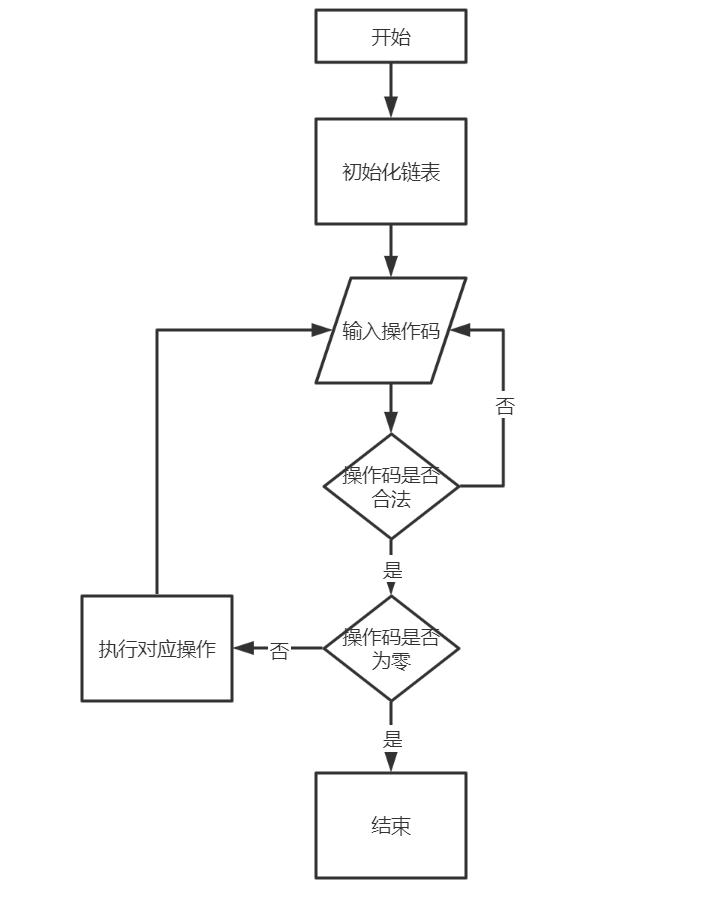 开始
初始化链表
输入操作码
否
操作码是否
合法
是
操作码是否
为零
否
执行对应操作
是
结束